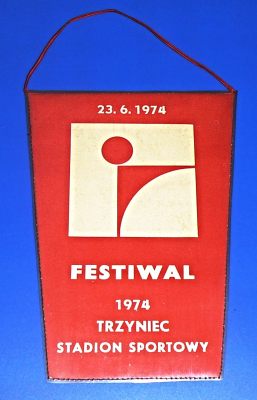 23. 6. 1974
FESTIWAL
1974
TRZYNIEC
STADION SPORTOWY